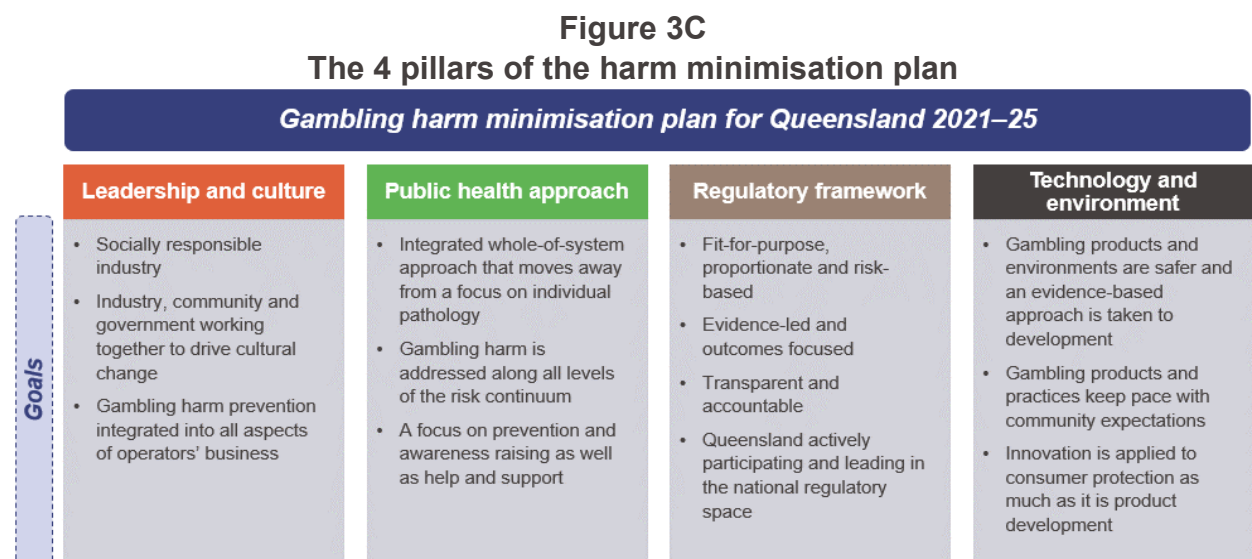 Figure 3C
The 4 pillars of the harm minimisation plan
Gambling harm minimisation plan for Queensland 2021–25
Goals
Leadership and culture
• Socially responsible
industry
• Industry, community and
government working
together to drive cultural
change
• Gambling harm prevention
integrated into all aspects
of operators' business
Public health approach
• Integrated whole-of-system
approach that moves away
from a focus on individual
pathology
• Gambling harm is
addressed along all levels
of the risk continuum
• A focus on prevention and
awareness raising as well
as help and support
Regulatory framework
• Fit-for-purpose,
proportionate and risk-
based
• Evidence-led and
outcomes focused
• Transparent and
accountable
• Queensland actively
participating and leading in
the national regulatory
space
Technology and
environment
• Gambling products and
environments are safer and
an evidence-based
approach is taken to
development
• Gambling products and
practices keep pace with
community expectations
• Innovation is applied to
consumer protection as
much as it is product
development